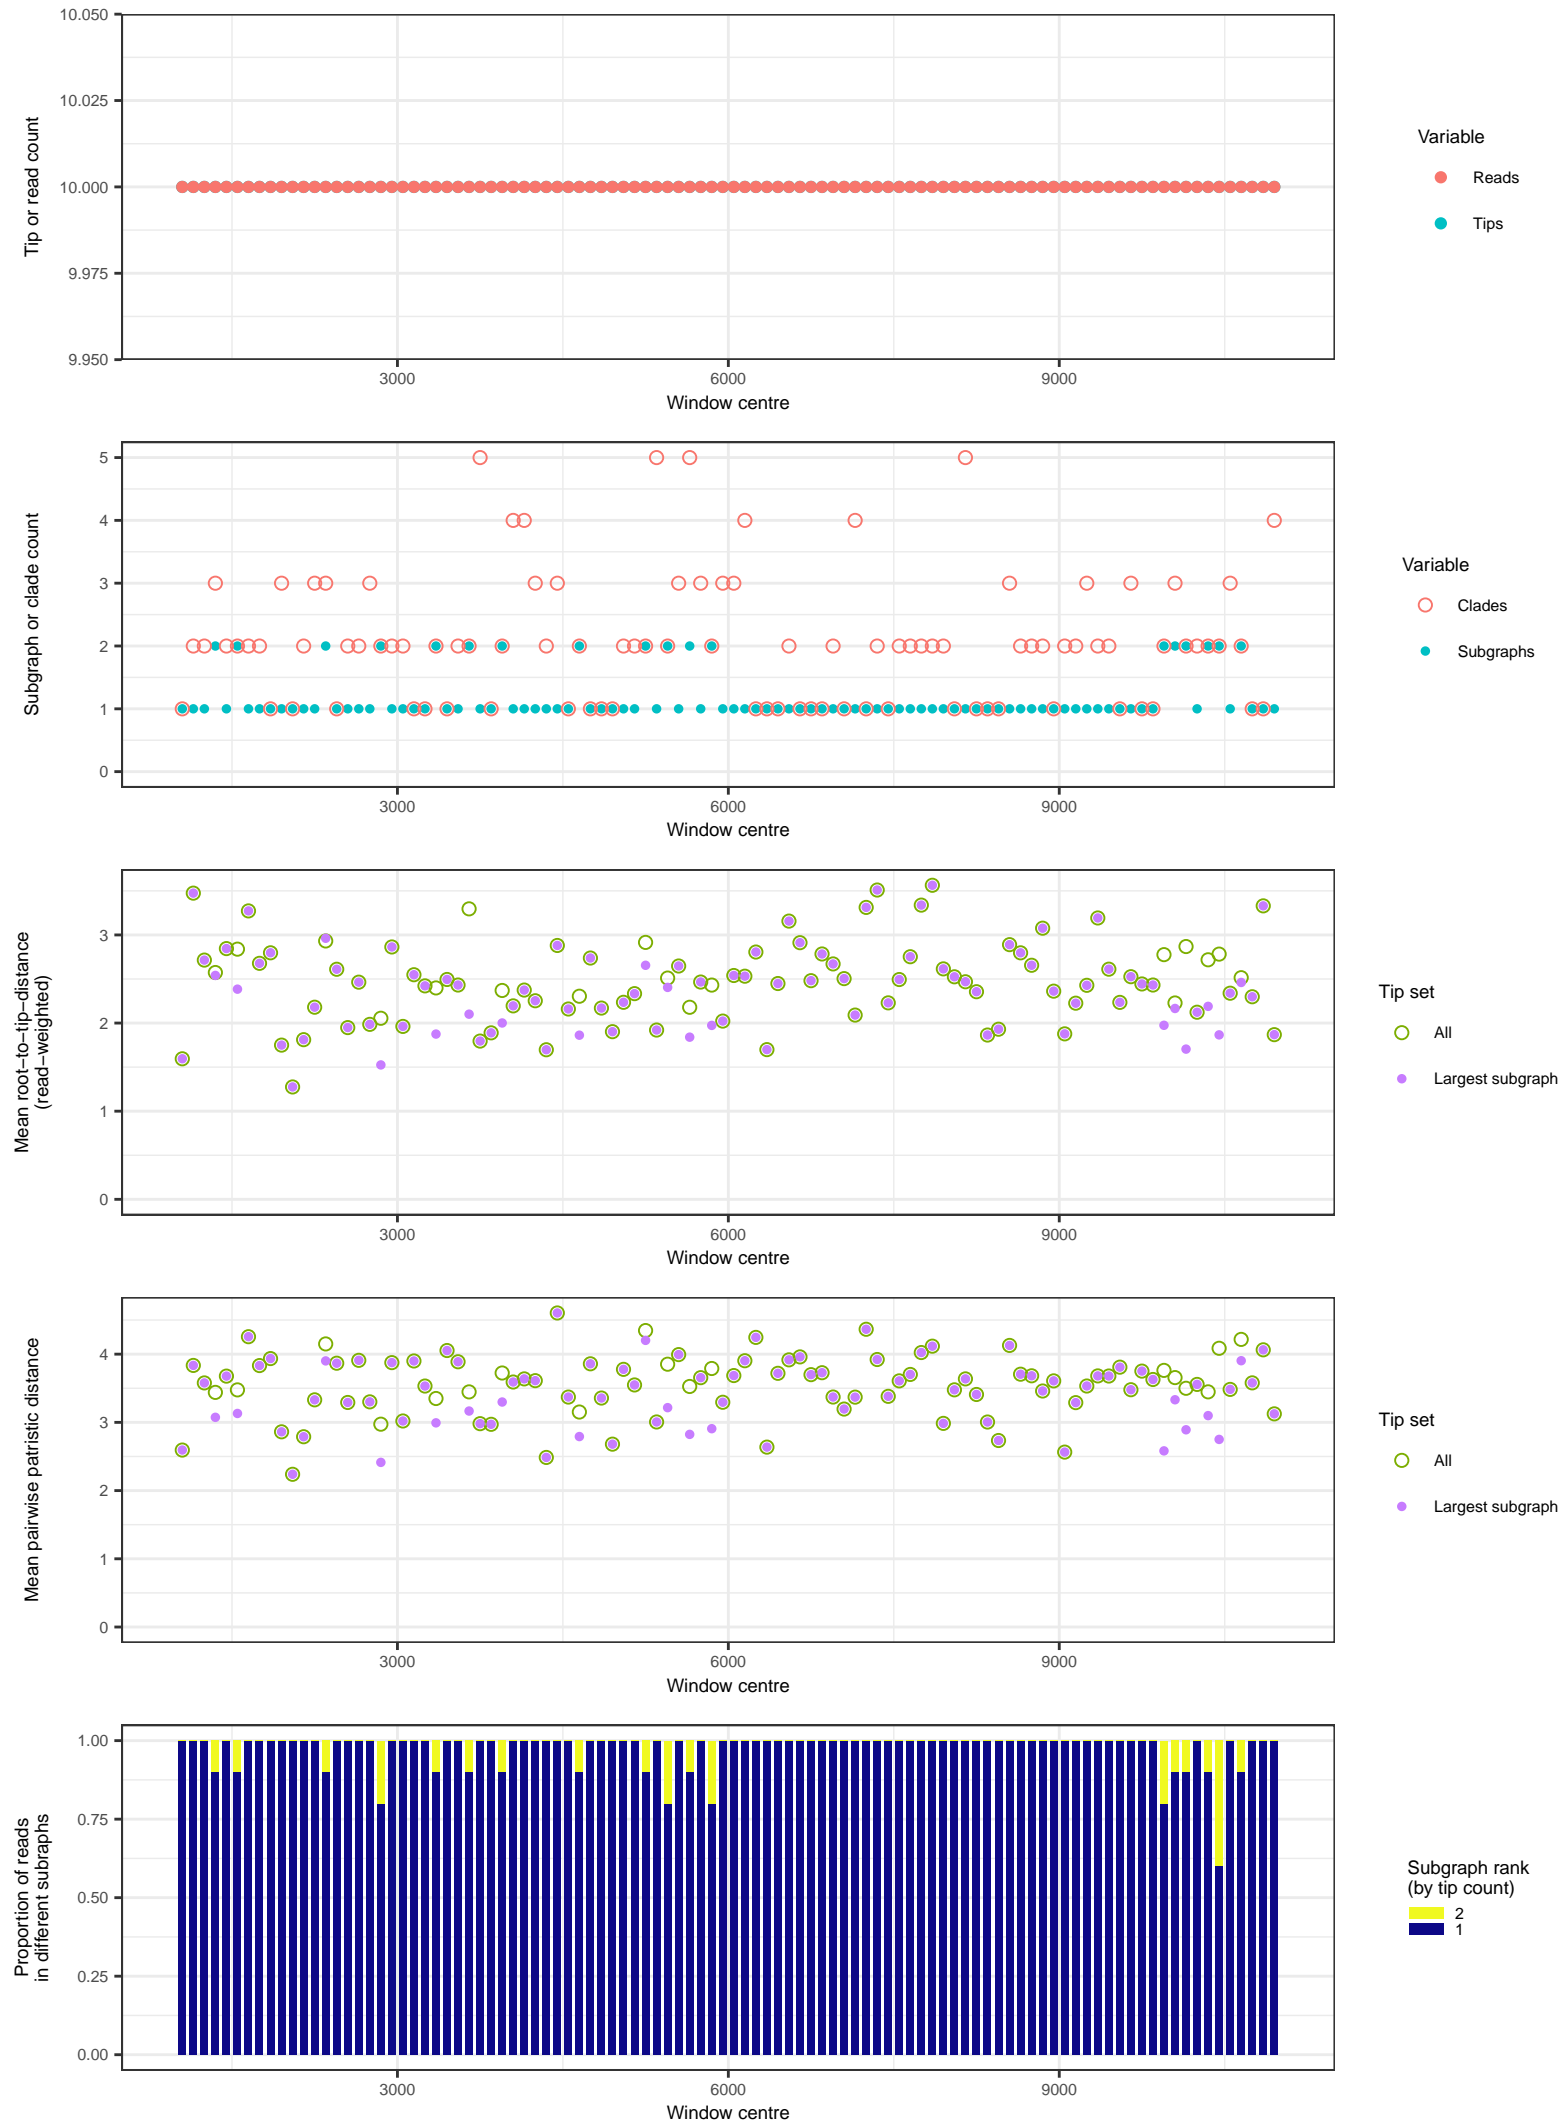 10.050
10.025
10.000
9.975
9.950
Tip or read count
3000 6000 9000
Window centre
Variable
Reads
Tips
5
4
3
2
1
0
Subgraph or clade count
3000 6000 9000
Window centre
Variable
Clades
Subgraphs
3
2
1
0
Mean root−to−tip−distance
(read−weighted)
3000 6000 9000
Window centre
Tip set
All
Largest subgraph
4
3
2
1
0
Mean pairwise patristic distance
3000 6000 9000
Window centre
Tip set
All
Largest subgraph
1.00
0.75
0.50
0.25
0.00
Proportion of reads
in different subraphs
3000 6000 9000
Window centre
Subgraph rank
(by tip count)
2
1